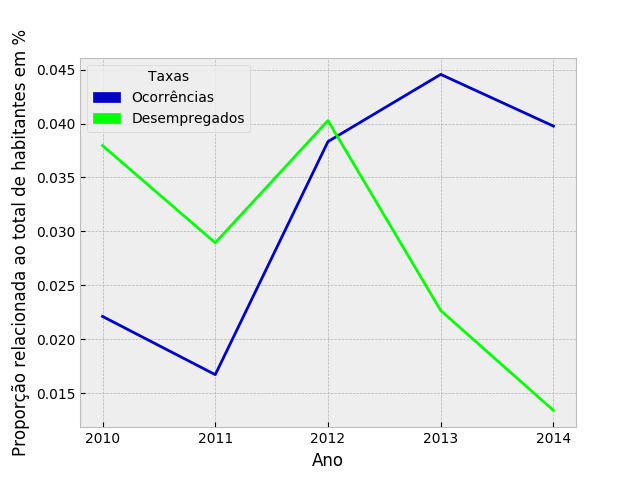 Proporção relacionada ao total de habitantes em %
0.045
0.040
0.035
0.030
0.025
0.020
0.015
Taxas
Ocorrências
Desempregados
2010 2011 2012 2013 2014
Ano